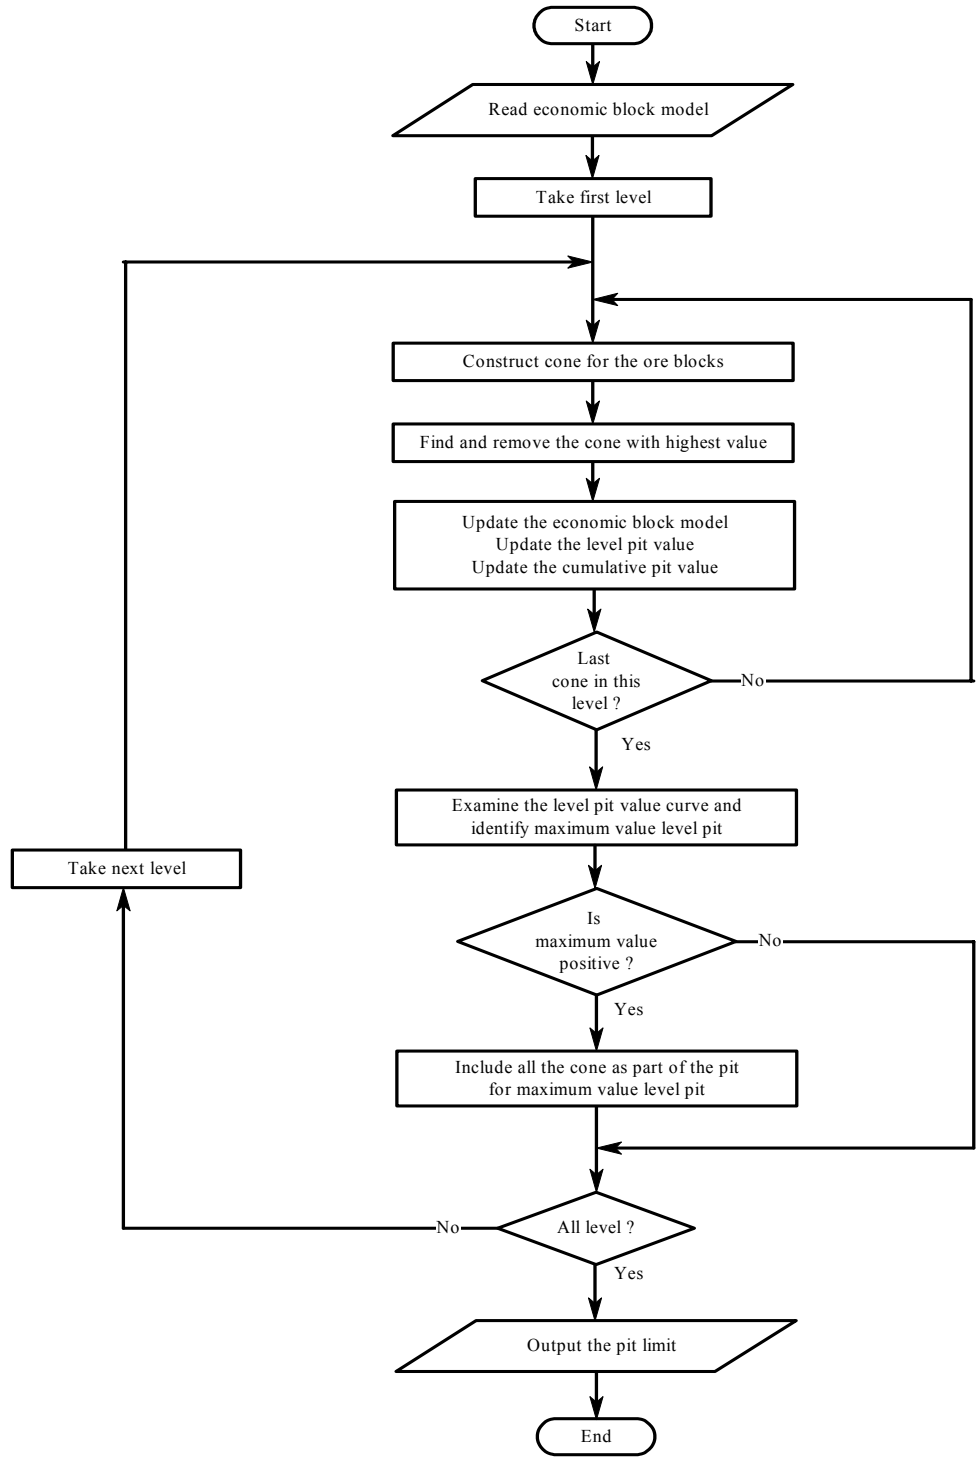 Start
Read economic block model
Take first level
Construct cone for the ore blocks
Find and remove the cone with highest value
Update the economic block model
Update the level pit value
Update the cumulative pit value
Last
cone in this
level ?
No
Yes
Examine the level pit value curve and
identify maximum value level pit
Take next level
Is
maximum value
positive ?
No
Yes
Include all the cone as part of the pit
for maximum value level pit
All level ?
No
Yes
Output the pit limit
End